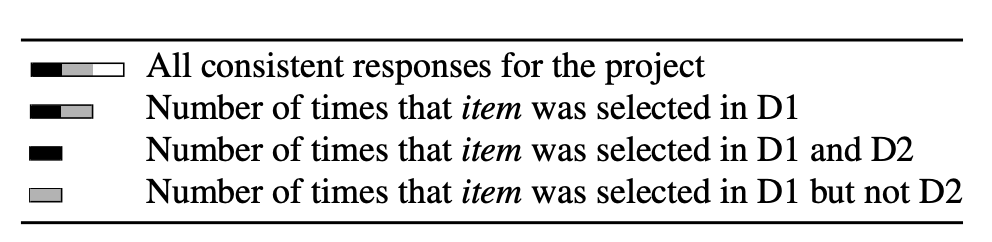 All consistent responses for the project
Number of times that item was selected in D1
Number of times that item was selected in D1 and D2
Number of times that item was selected in D1 but not D2